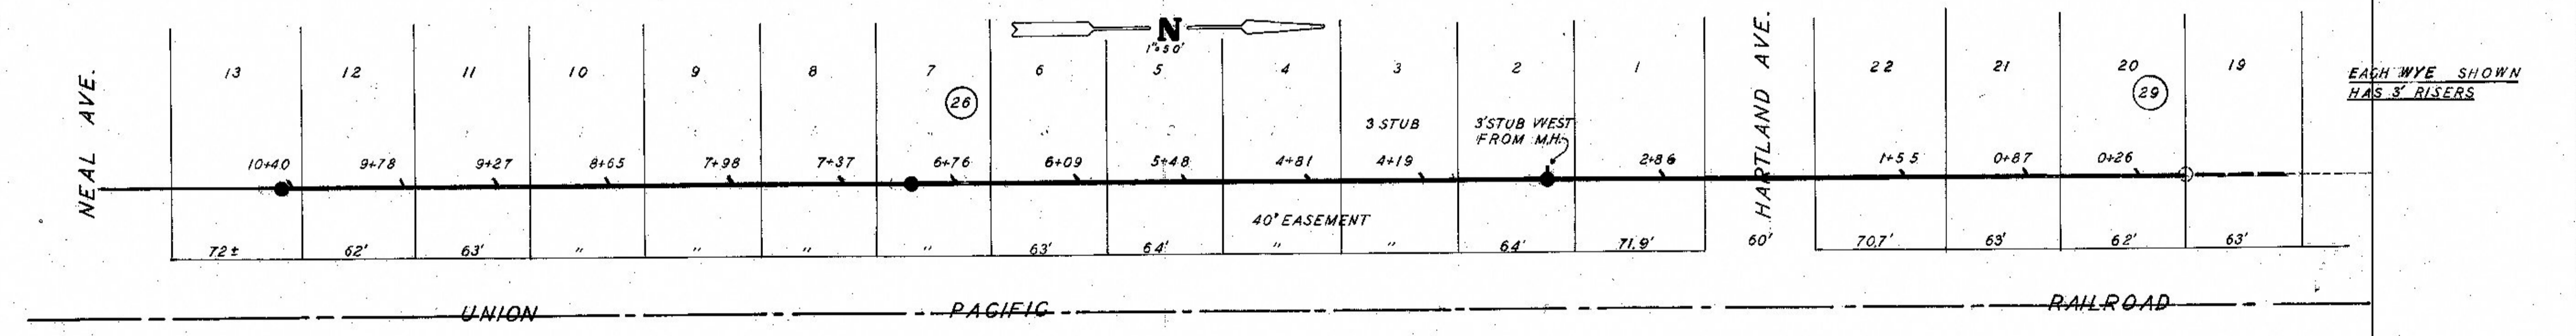 N
1"=50'
NEAL AVE.
13 12 11 10 9 8 7 6 5 4 3 2 1
HARTLAND AVE.
22 21 20 19
26
29
EACH WYE SHOWN
HAS 3' RISERS
3 STUB
3' STUB WEST
FROM M.H.
10+40 9+78 9+27 8+65 7+98 7+37 6+76 6+09 5+48 4+81 4+19 2+86 1+55 0+87 0+26
40' EASEMENT
72± 62' 63' " " " " 63' 64' " " 64' 71.9' 60' 70.7' 63' 62' 63'
UNION PACIFIC RAILROAD